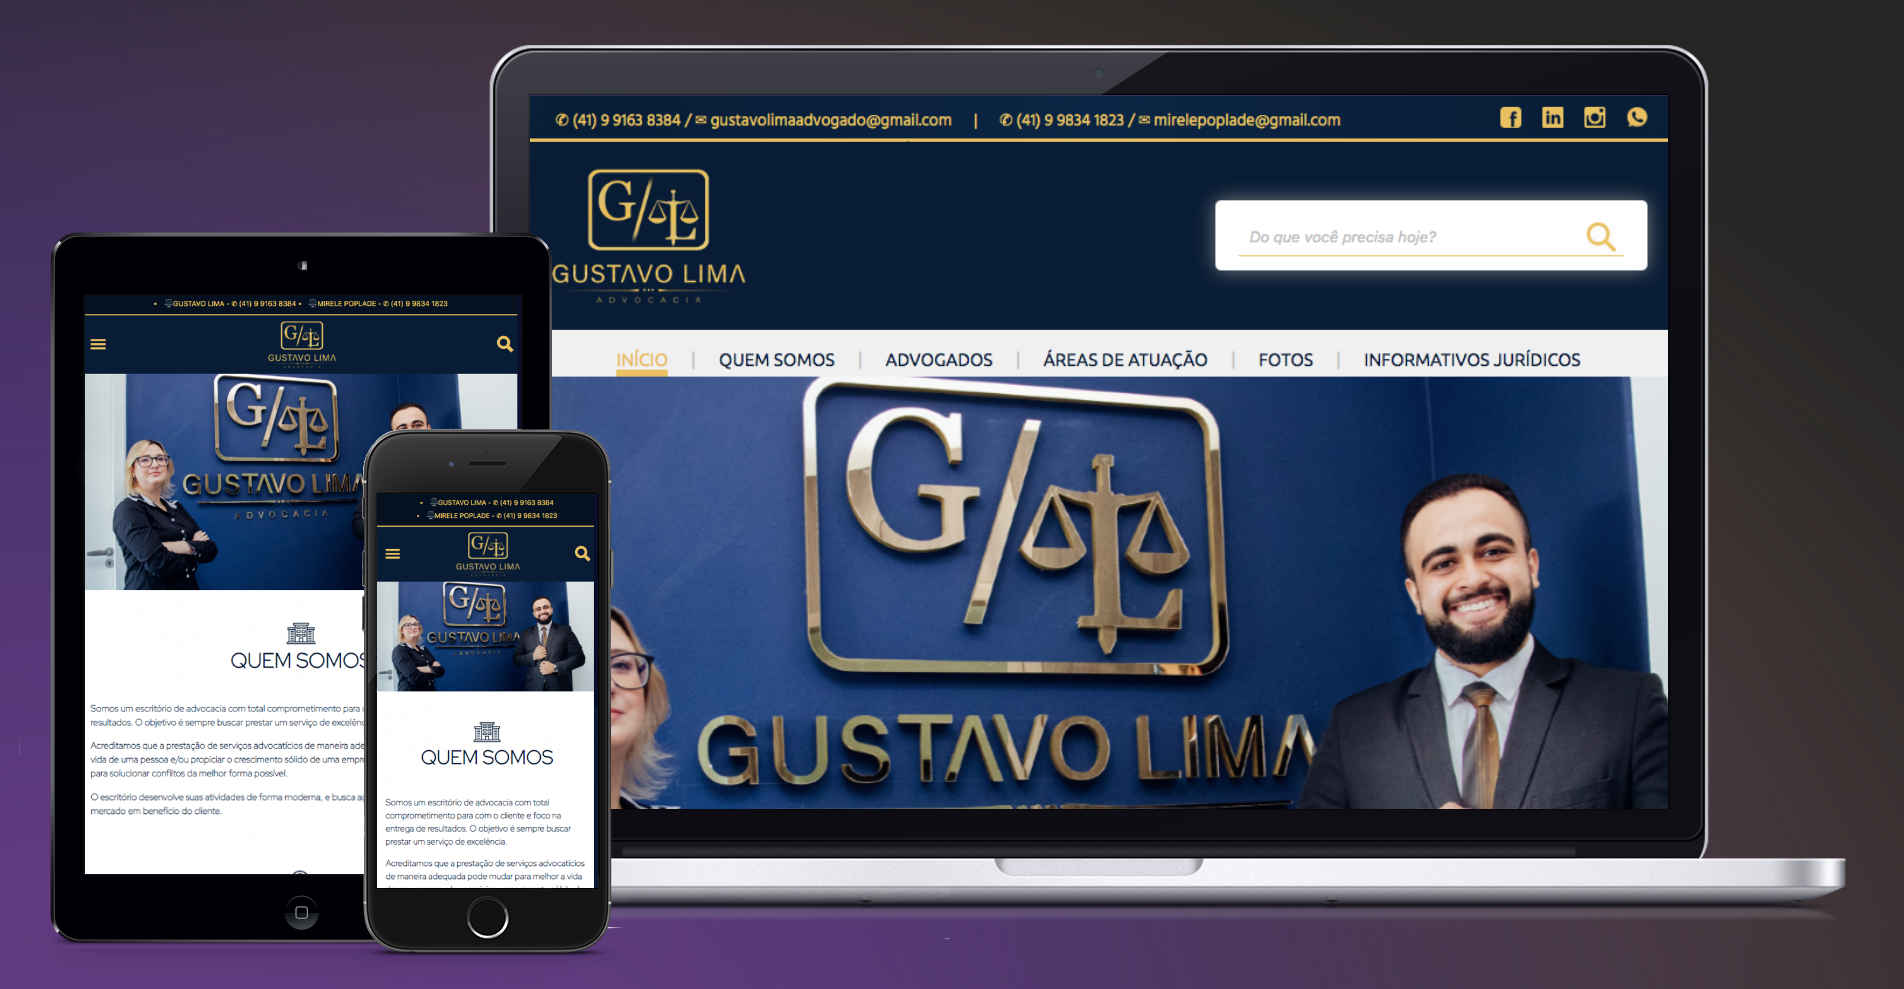 ✆ (41) 9 9163 8384 / ✉ gustavolimaadvogado@gmail.com | ✆ (41) 9 9834 1823 / ✉ mirelepoplade@gmail.com
G/L
GUSTAVO LIMA
ADVOCACIA
Do que você precisa hoje?
INÍCIO | QUEM SOMOS | ADVOGADOS | ÁREAS DE ATUAÇÃO | FOTOS | INFORMATIVOS JURÍDICOS
G/L
GUSTAVO LIMA
• GUSTAVO LIMA - ✆ (41) 9 9163 8384 • MIRELE POPLADE - ✆ (41) 9 9834 1823
G/L
GUSTAVO LIMA
ADVOCACIA
G/L
GUSTAVO LIMA
ADVOCACIA
QUEM SOMOS
Somos um escritório de advocacia com total comprometimento para
resultados. O objetivo é sempre buscar prestar um serviço de
Acreditamos que a prestação de serviços advocatícios de maneira
vida de uma pessoa e/ou propiciar o crescimento sólido de uma
para solucionar conflitos da melhor forma possível.
O escritório desenvolve suas atividades de forma moderna, e busca
mercado em benefício do cliente.
• GUSTAVO LIMA - ✆ (41) 9 9163 8384
• MIRELE POPLADE - ✆ (41) 9 9834 1823
G/L
GUSTAVO LIMA
ADVOCACIA
G/L
GUSTAVO LIMA
ADVOCACIA
QUEM SOMOS
Somos um escritório de advocacia com total
comprometimento para com o cliente e foco na
entrega de resultados. O objetivo é sempre buscar
prestar um serviço de excelência.
Acreditamos que a prestação de serviços advocatícios
de maneira adequada pode mudar para melhor a vida